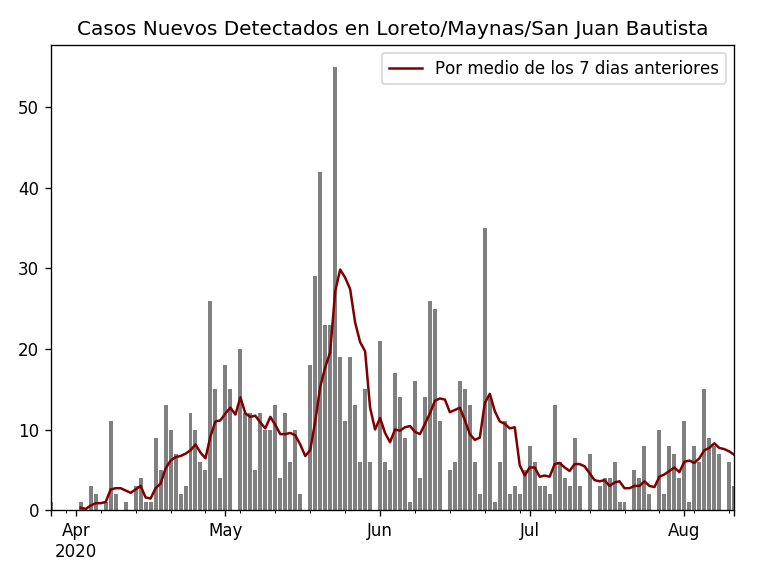 Casos Nuevos Detectados en Loreto/Maynas/San Juan Bautista
Por medio de los 7 dias anteriores
50
40
30
20
10
0
Apr May Jun Jul Aug
2020